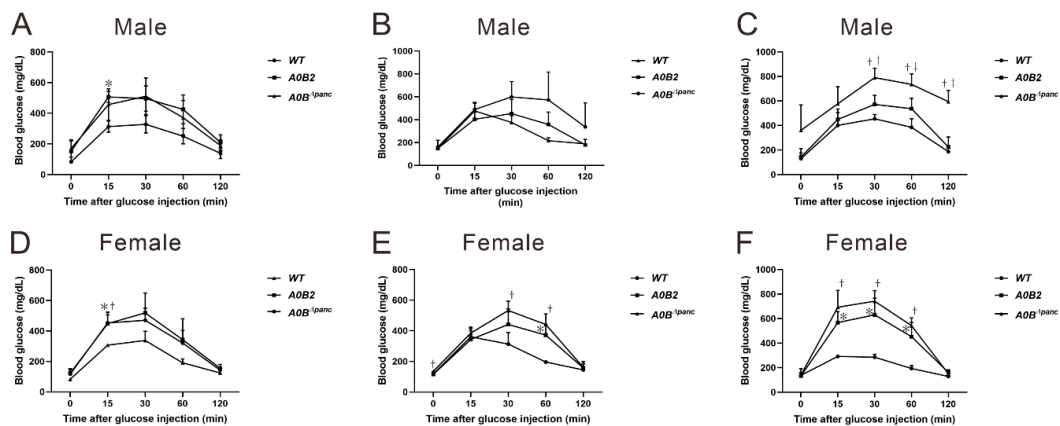 A Male
Blood glucose (mg/dL)
800
600
400
200
0
0 15 30 60 120
Time after glucose injection (min)
WT
A0B2
A0B^Δpanc
*
B Male
Blood glucose (mg/dL)
1000
800
600
400
200
0
0 15 30 60 120
Time after glucose injection
(min)
WT
A0B2
A0B^Δpanc
C Male
Blood glucose (mg/dL)
1000
800
600
400
200
0
0 15 30 60 120
Time after glucose injection (min)
WT
A0B2
A0B^Δpanc
D Female
Blood glucose (mg/dL)
800
600
400
200
0
0 15 30 60 120
Time after glucose injection (min)
WT
A0B2
A0B^Δpanc
*†
E Female
Blood glucose (mg/dL)
800
600
400
200
0
0 15 30 60 120
Time after glucose injection (min)
WT
A0B2
A0B^Δpanc
†
† †
*
F Female
Blood glucose (mg/dL)
1000
800
600
400
200
0
0 15 30 60 120
Time after glucose injection (min)
WT
A0B2
A0B^Δpanc
† † †
* * *